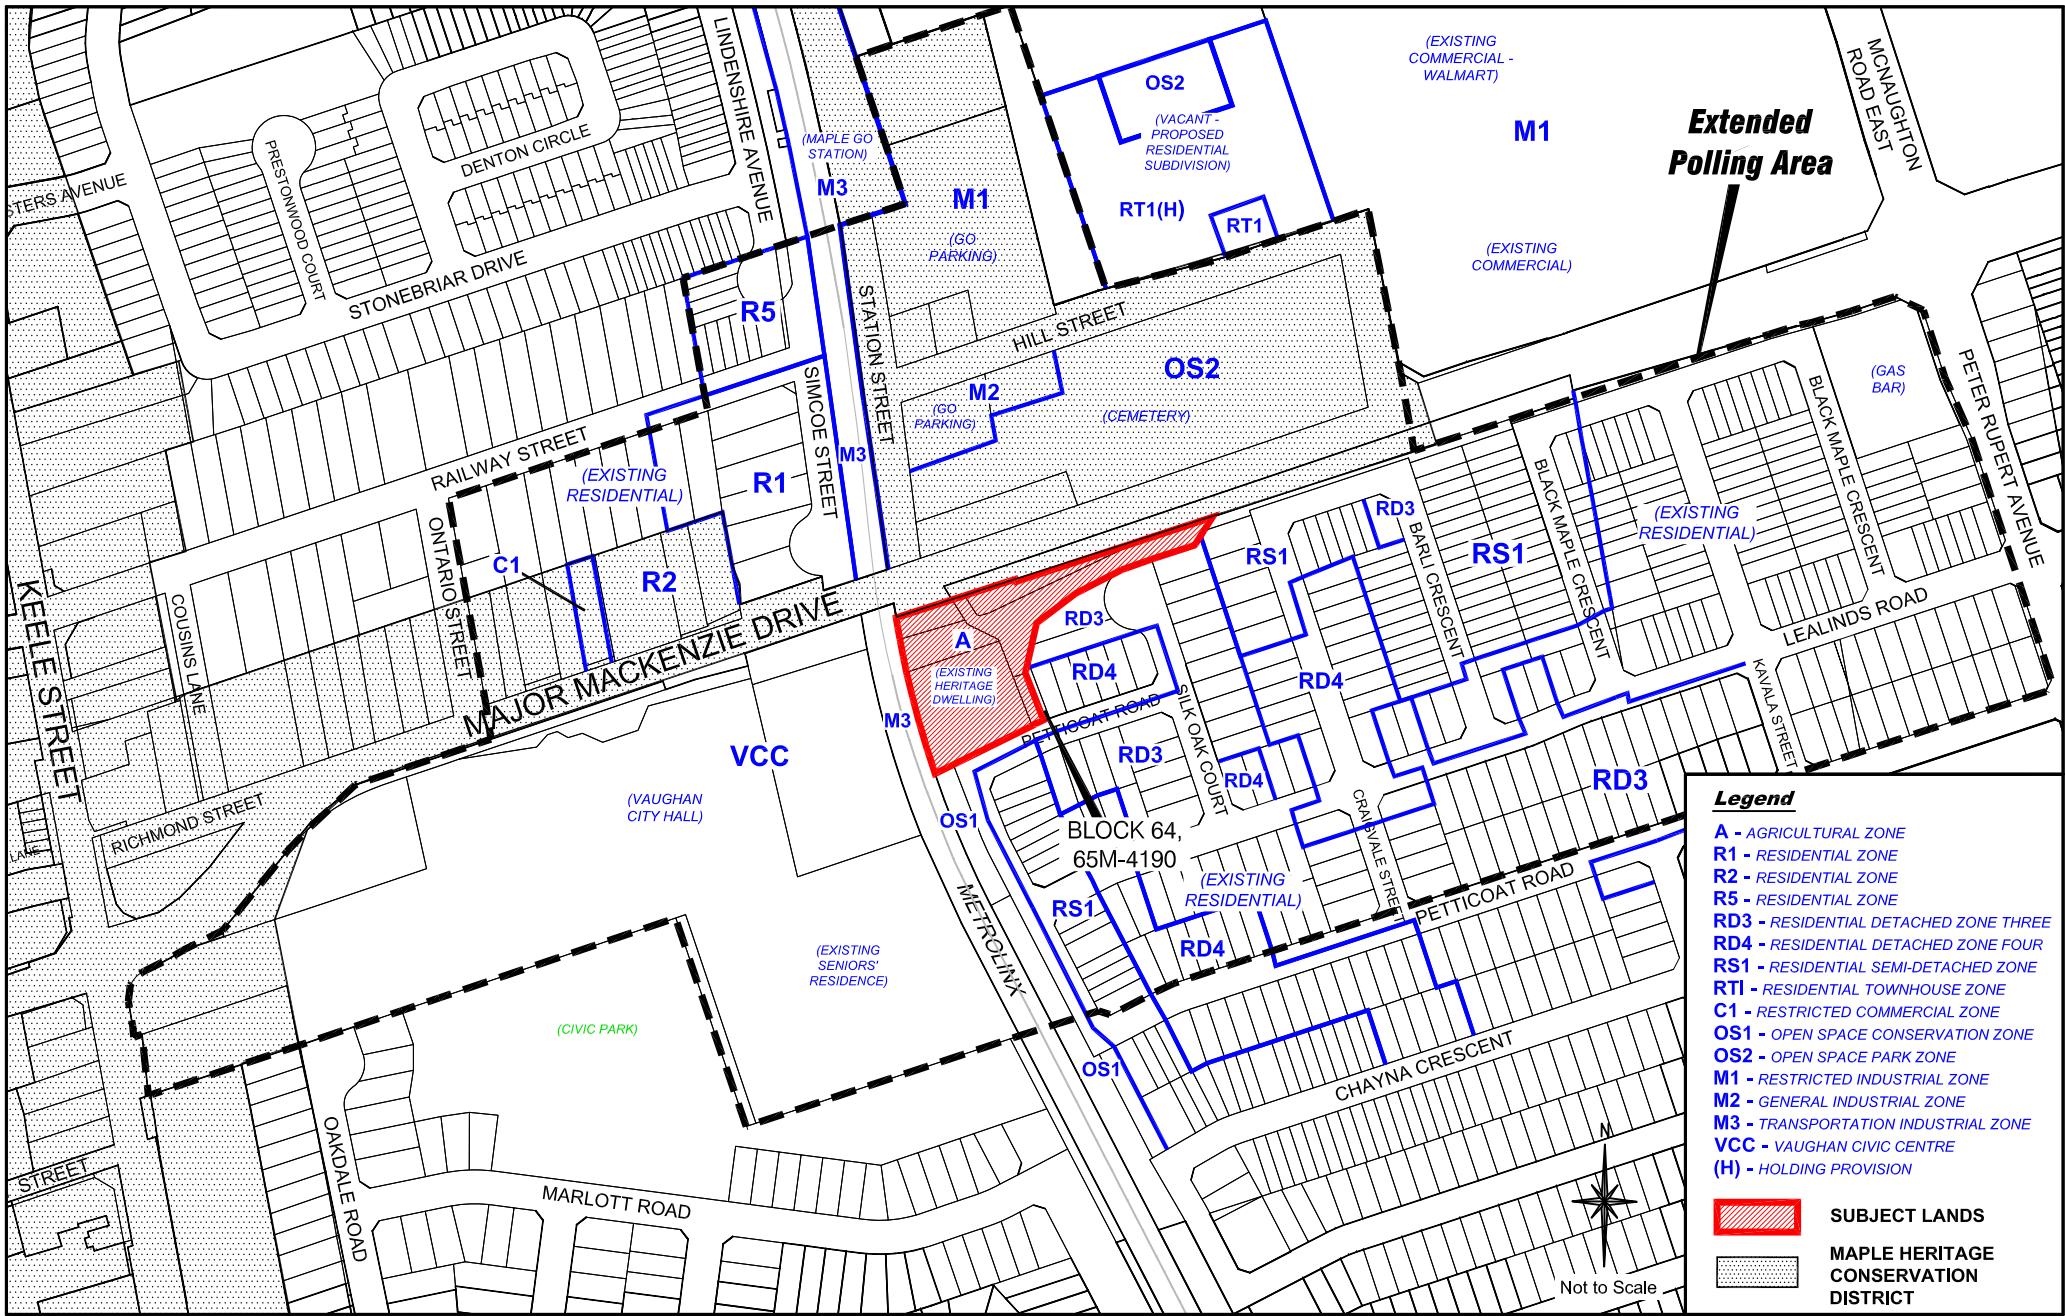 LINDENSHIRE AVENUE
(EXISTING
COMMERCIAL -
WALMART)
MCNAUGHTON
ROAD EAST
OS2
(VACANT -
PROPOSED
RESIDENTIAL
SUBDIVISION)
M1
Extended
Polling Area
DENTON CIRCLE
PRESTONWOOD COURT
(MAPLE GO
STATION)
M3
M1
(GO
PARKING)
RT1(H)
RT1
(EXISTING
COMMERCIAL)
STERS AVENUE
STONEBRIAR DRIVE
R5
STATION STREET
HILL STREET
OS2
(CEMETERY)
M2
(GO
PARKING)
SIMCOE STREET
M3
PETER RUPERT AVENUE
(GAS
BAR)
BLACK MAPLE CRESCENT
RAILWAY STREET
(EXISTING
RESIDENTIAL)
R1
ONTARIO STREET
C1
R2
RD3
RS1
BARLI CRESCENT
RS1
BLACK MAPLE CRESCENT
(EXISTING
RESIDENTIAL)
LEALINDS ROAD
KEELE STREET
COUSINS LANE
MAJOR MACKENZIE DRIVE
A
(EXISTING
HERITAGE
DWELLING)
RD3
RD4
RD4
PETTICOAT ROAD
SILK OAK COURT
KAVALA STREET
M3
VCC
(VAUGHAN
CITY HALL)
RD3
RD4
RD3
OS1
BLOCK 64,
65M-4190
CRAIGVALE STREET
RICHMOND STREET
LANE
METROLINX
(EXISTING
RESIDENTIAL)
RS1
RD4
PETTICOAT ROAD
(EXISTING
SENIORS'
RESIDENCE)
(CIVIC PARK)
OS1
CHAYNA CRESCENT
OAKDALE ROAD
STREET
MARLOTT ROAD
N
Not to Scale
Legend
A - AGRICULTURAL ZONE
R1 - RESIDENTIAL ZONE
R2 - RESIDENTIAL ZONE
R5 - RESIDENTIAL ZONE
RD3 - RESIDENTIAL DETACHED ZONE THREE
RD4 - RESIDENTIAL DETACHED ZONE FOUR
RS1 - RESIDENTIAL SEMI-DETACHED ZONE
RTI - RESIDENTIAL TOWNHOUSE ZONE
C1 - RESTRICTED COMMERCIAL ZONE
OS1 - OPEN SPACE CONSERVATION ZONE
OS2 - OPEN SPACE PARK ZONE
M1 - RESTRICTED INDUSTRIAL ZONE
M2 - GENERAL INDUSTRIAL ZONE
M3 - TRANSPORTATION INDUSTRIAL ZONE
VCC - VAUGHAN CIVIC CENTRE
(H) - HOLDING PROVISION
SUBJECT LANDS
MAPLE HERITAGE
CONSERVATION
DISTRICT